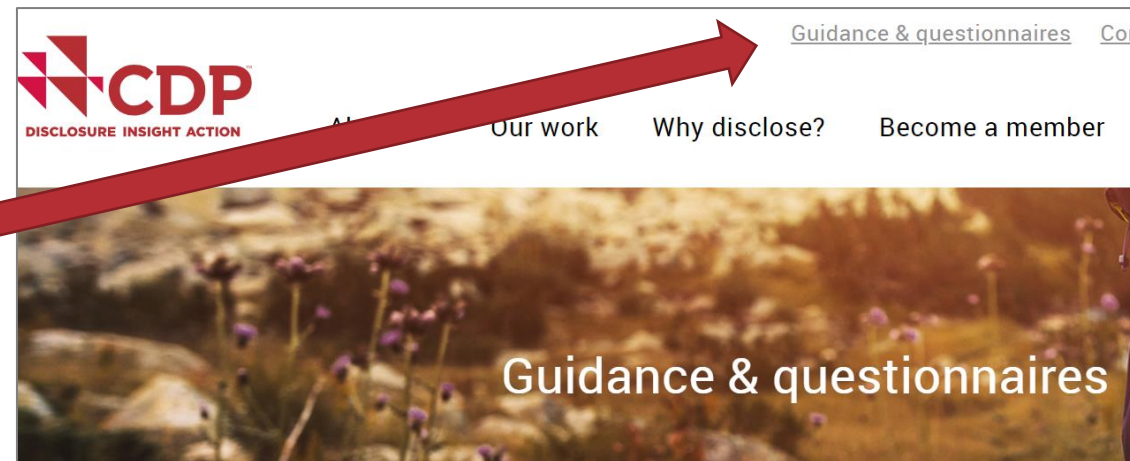 Guidance & questionnaires
CDP
DISCLOSURE INSIGHT ACTION
Our work Why disclose? Become a member
Guidance & questionnaires